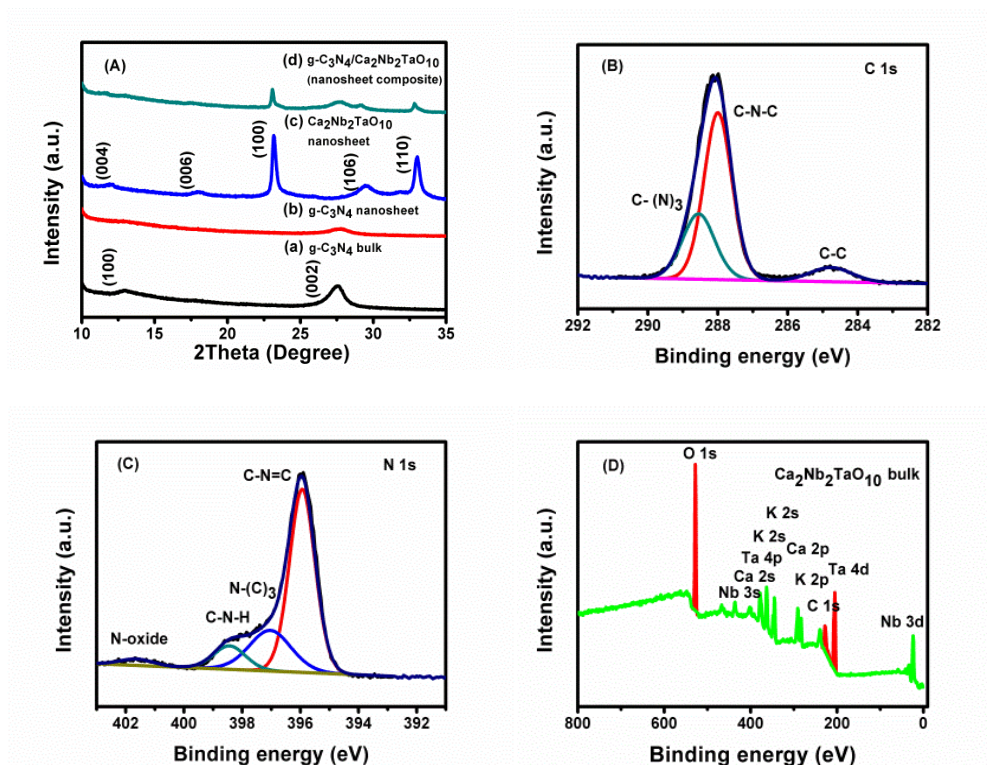 (A)
(d) g-C3N4/Ca2Nb2TaO10
(nanosheet composite)
(c) Ca2Nb2TaO10
nanosheet
(004)
(006)
(100)
(106)
(110)
(b) g-C3N4 nanosheet
(a) g-C3N4 bulk
(100)
(002)
Intensity (a.u.)
10 15 20 25 30 35
2Theta (Degree)
(B)
C 1s
C-N-C
C- (N)3
C-C
Intensity (a.u.)
292 290 288 286 284 282
Binding energy (eV)
(C)
N 1s
C-N=C
N-(C)3
C-N-H
N-oxide
Intensity (a.u.)
402 400 398 396 394 392
Binding energy (eV)
(D)
O 1s
Ca2Nb2TaO10 bulk
K 2s
K 2s
Ta 4p
Ca 2p
Ca 2s
K 2p
Ta 4d
Nb 3s
C 1s
Nb 3d
Intensity (a.u.)
800 600 400 200 0
Binding energy (eV)